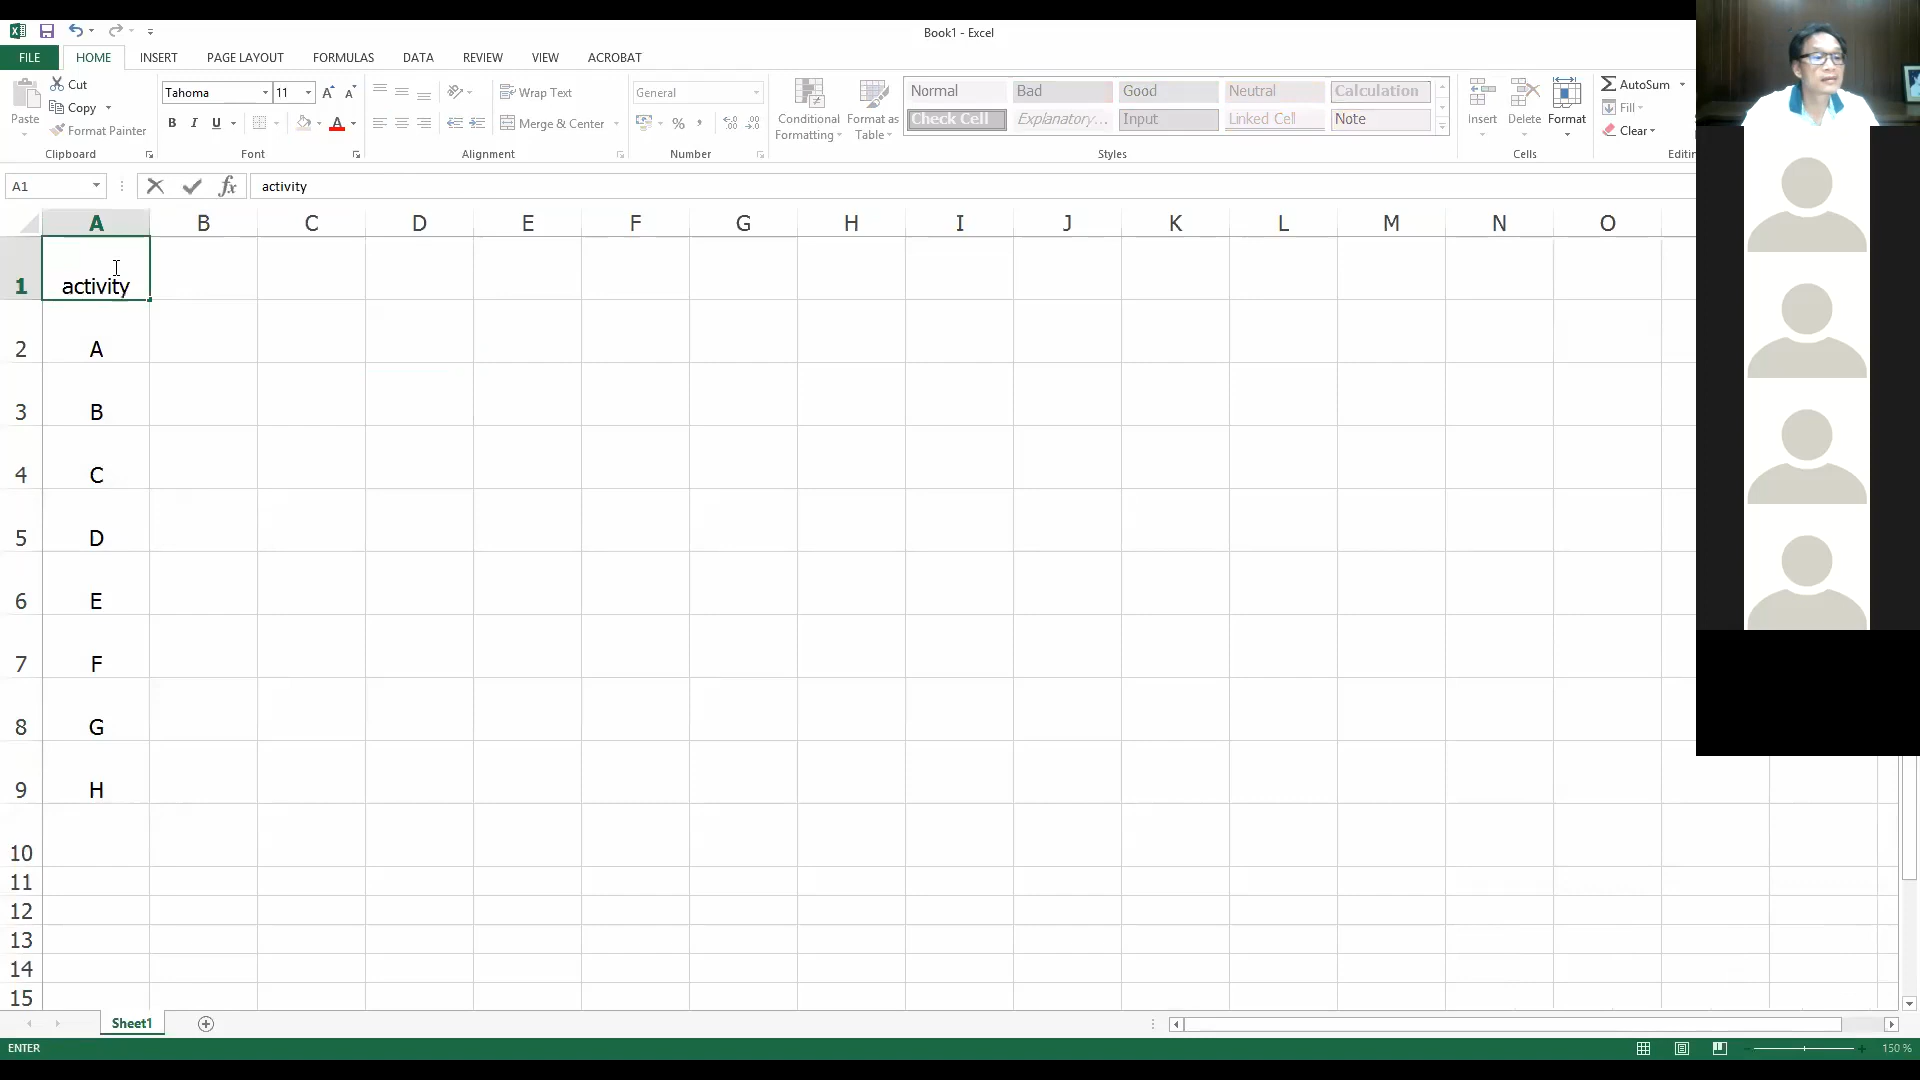 Book1 - Excel
FILE HOME INSERT PAGE LAYOUT FORMULAS DATA REVIEW VIEW ACROBAT
Paste
Cut
Copy
Format Painter
Clipboard
Tahoma 11
B I U A
Font
Wrap Text
Merge & Center
Alignment
General
%
Number
Conditional Formatting
Format as Table
Normal Bad Good Neutral Calculation
Check Cell Explanatory... Input Linked Cell Note
Styles
Insert Delete Format
Cells
AutoSum
Fill
Clear
Editin
A1 fx activity
A B C D E F G H I J K L M N O
1 activity
2 A
3 B
4 C
5 D
6 E
7 F
8 G
9 H
10
11
12
13
14
15
Sheet1
ENTER 150 %